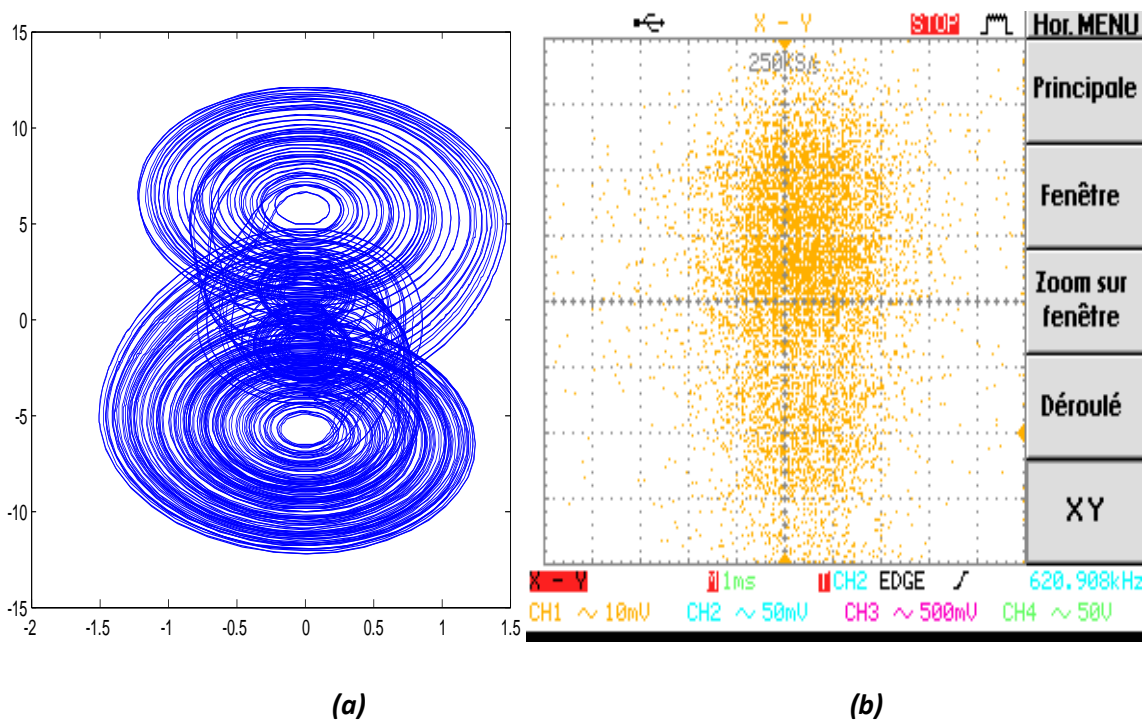 15
10
5
0
-5
-10
-15
-2 -1.5 -1 -0.5 0 0.5 1 1.5
(a)
X - Y STOP Hor. MENU
250KS/s
Principale
Fenêtre
Zoom sur
fenêtre
Déroulé
X Y
X - Y M 1ms T CH2 EDGE 620.908kHz
CH1 ~ 10mV CH2 ~ 50mV CH3 ~ 500mV CH4 ~ 50V
(b)